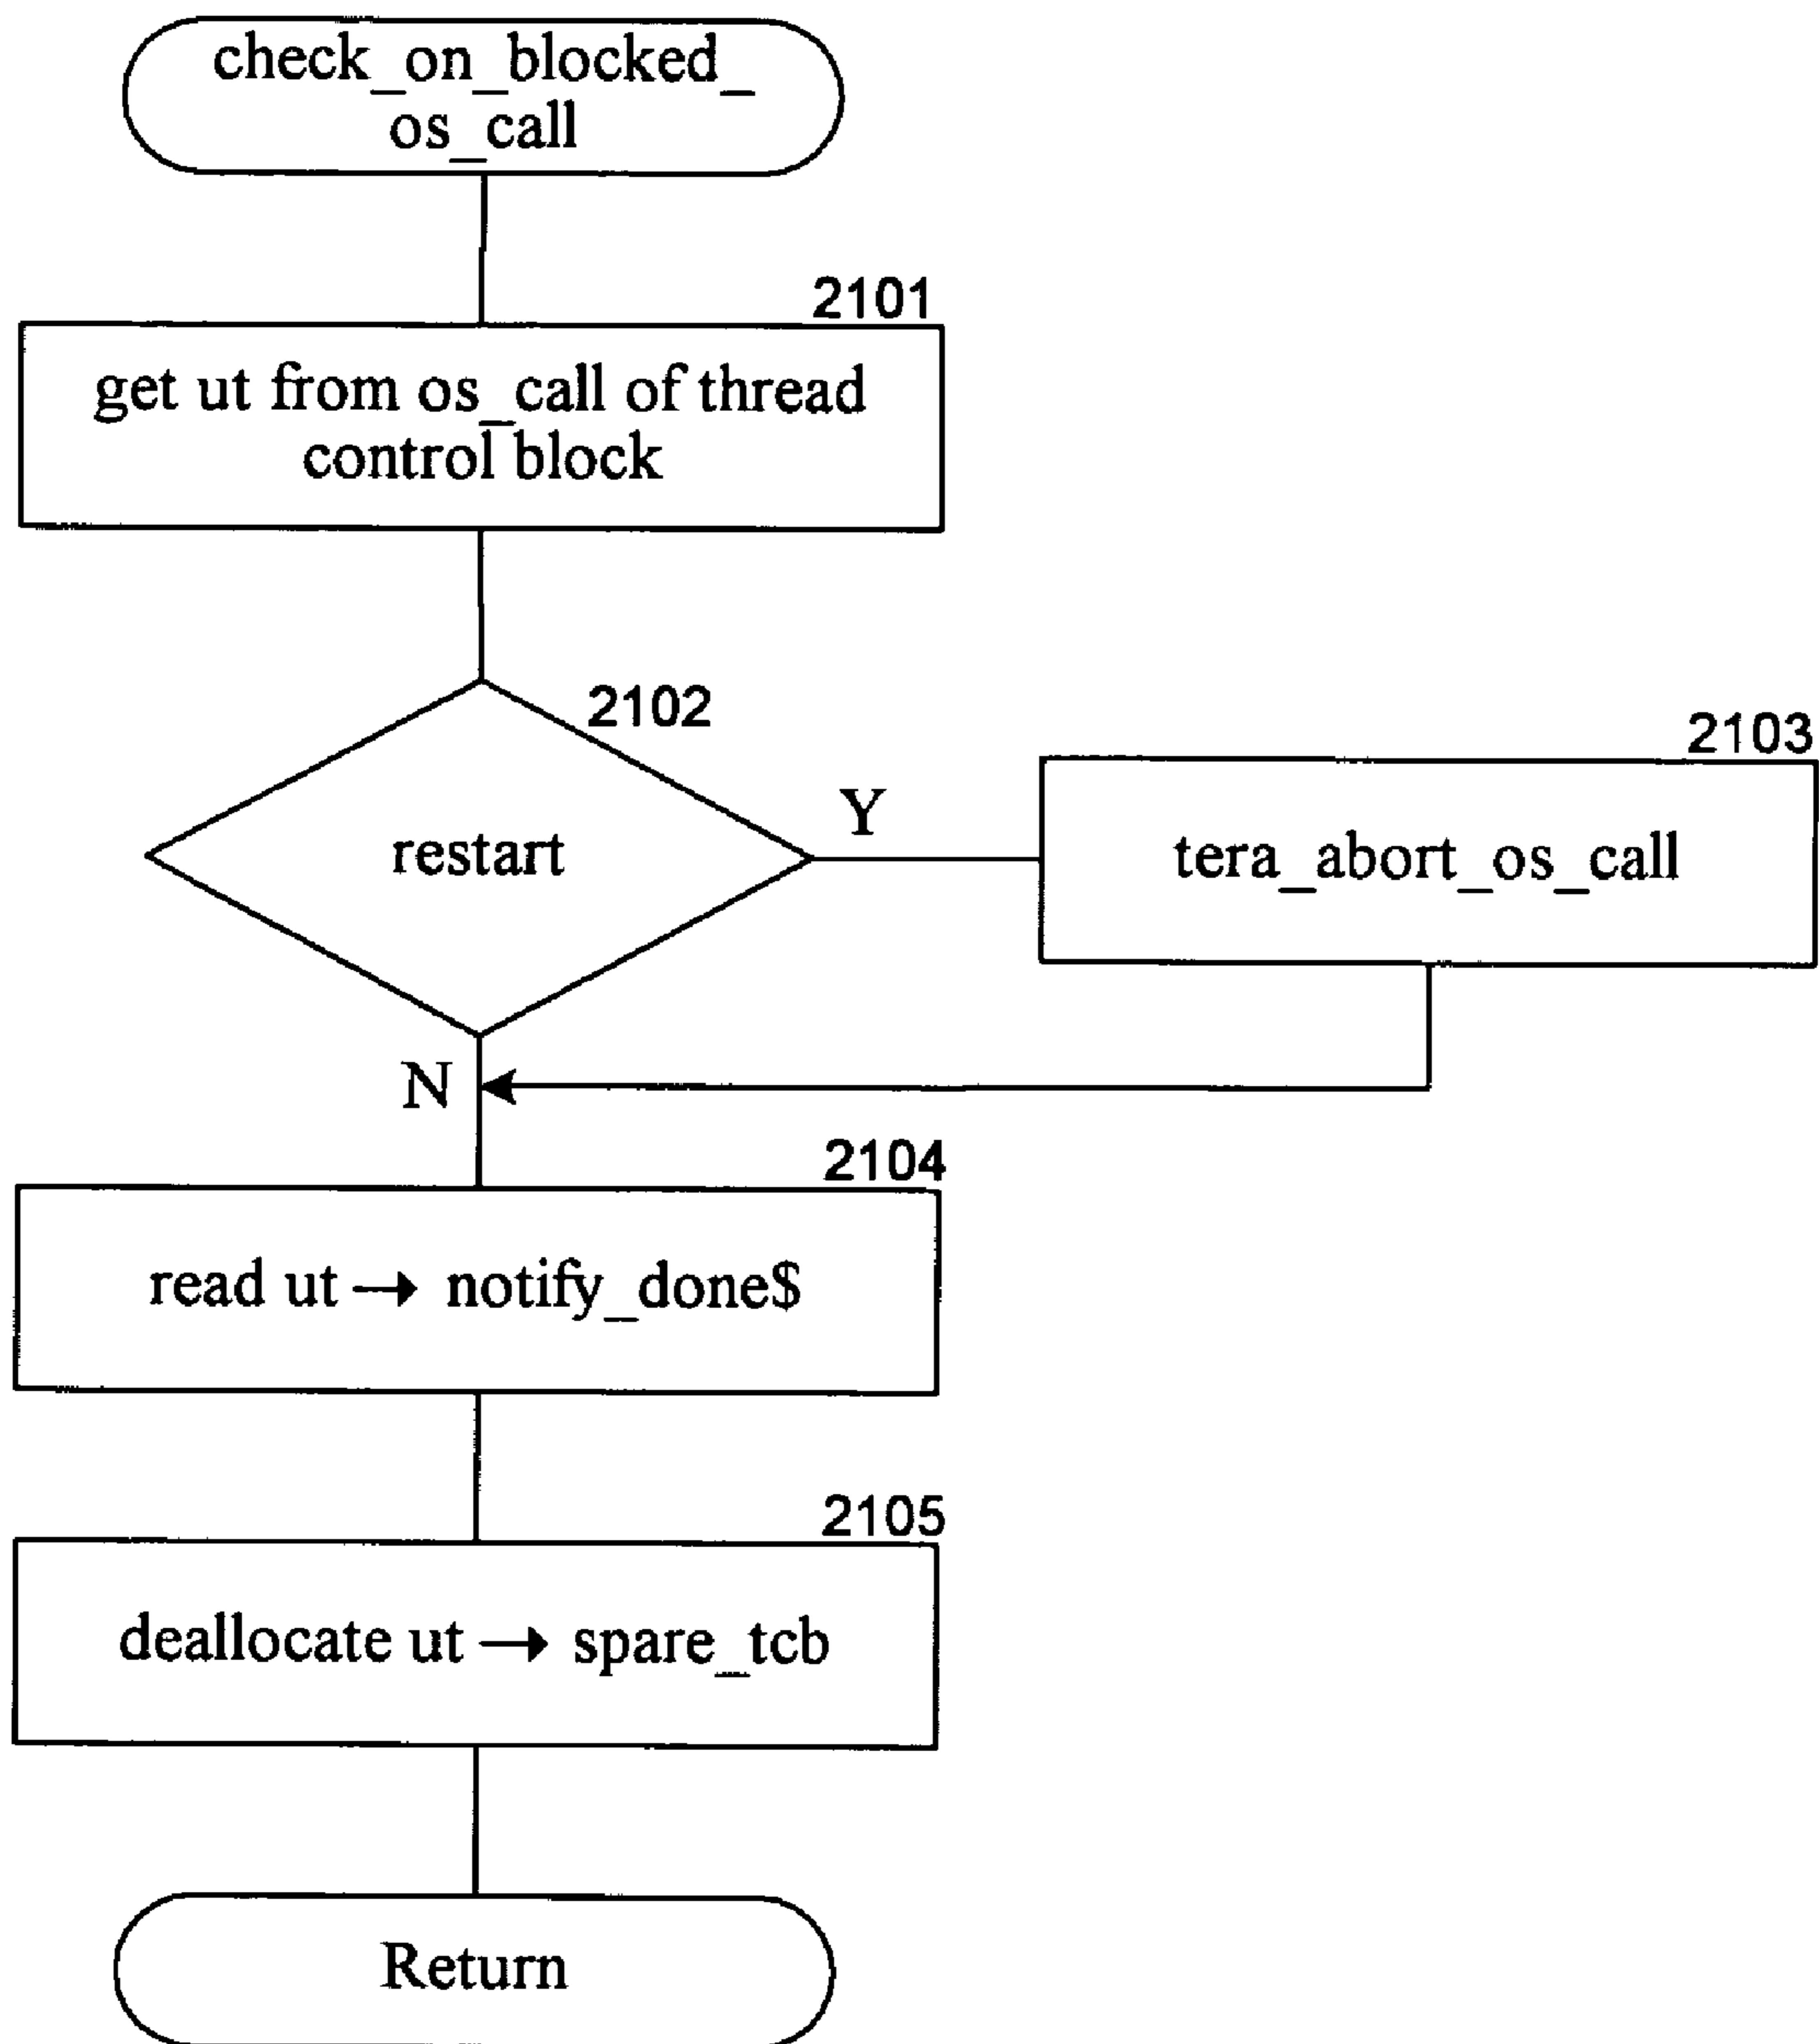 check_on_blocked_
os_call
2101
get ut from os_call of thread
control block
2102
restart
Y
2103
tera_abort_os_call
N
2104
read ut → notify_done$
2105
deallocate ut → spare_tcb
Return